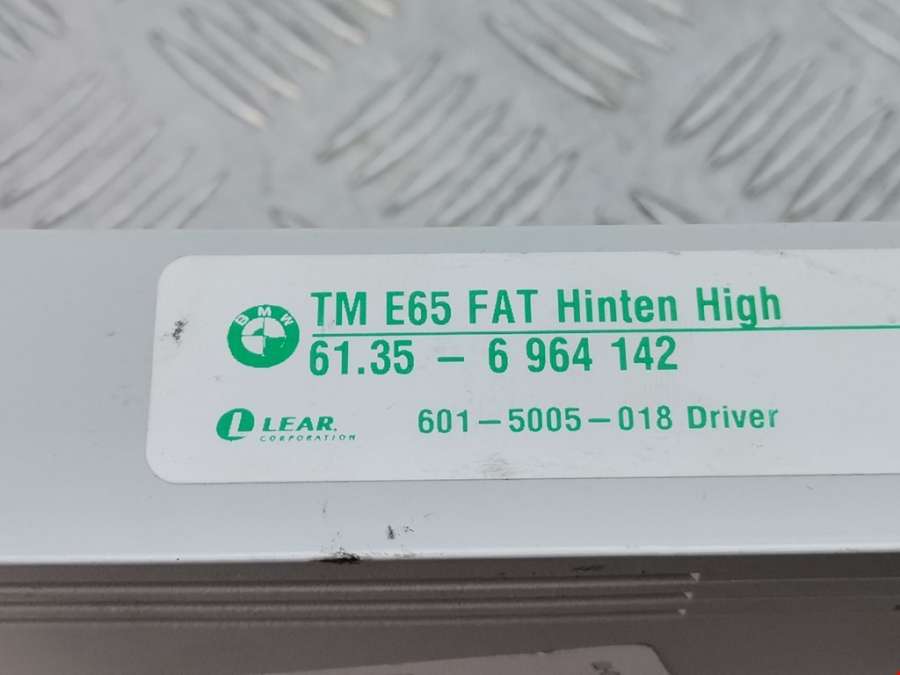 BMW
TM E65 FAT Hinten High
61.35 - 6 964 142
L LEAR.
CORPORATION
601-5005-018 Driver